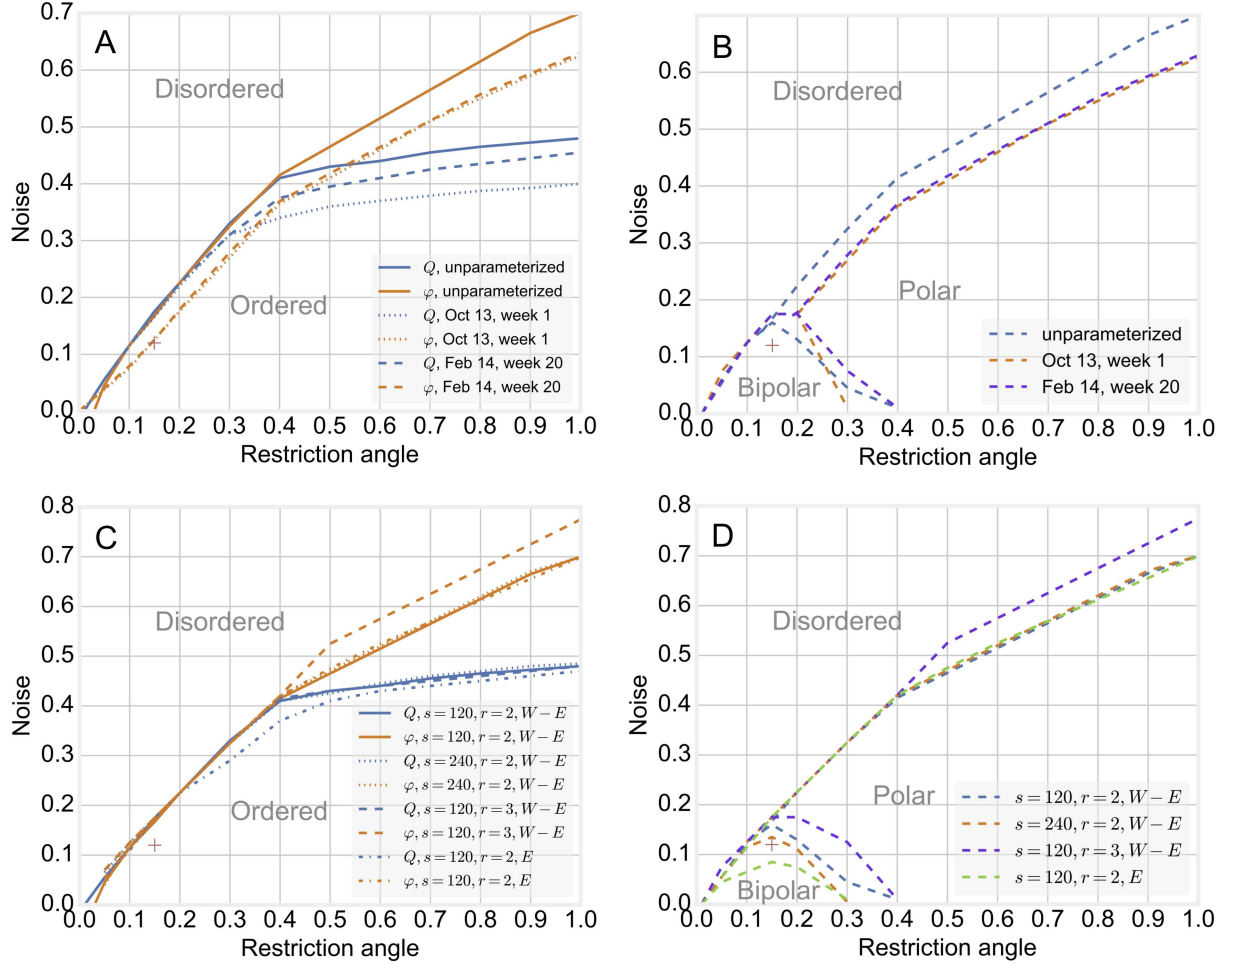 A
0.7
0.6
0.5
0.4
0.3
0.2
0.1
0.0
Noise
Disordered
Ordered
Q, unparameterized
φ, unparameterized
Q, Oct 13, week 1
φ, Oct 13, week 1
Q, Feb 14, week 20
φ, Feb 14, week 20
0.0 0.1 0.2 0.3 0.4 0.5 0.6 0.7 0.8 0.9 1.0
Restriction angle
B
0.6
0.5
0.4
0.3
0.2
0.1
0.0
Noise
Disordered
Polar
Bipolar
unparameterized
Oct 13, week 1
Feb 14, week 20
0.0 0.1 0.2 0.3 0.4 0.5 0.6 0.7 0.8 0.9 1.0
Restriction angle
C
0.8
0.7
0.6
0.5
0.4
0.3
0.2
0.1
0.0
Noise
Disordered
Ordered
Q, s=120, r=2, W−E
φ, s=120, r=2, W−E
Q, s=240, r=2, W−E
φ, s=240, r=2, W−E
Q, s=120, r=3, W−E
φ, s=120, r=3, W−E
Q, s=120, r=2, E
φ, s=120, r=2, E
0.0 0.1 0.2 0.3 0.4 0.5 0.6 0.7 0.8 0.9 1.0
Restriction angle
D
0.8
0.7
0.6
0.5
0.4
0.3
0.2
0.1
0.0
Noise
Disordered
Polar
Bipolar
s=120, r=2, W−E
s=240, r=2, W−E
s=120, r=3, W−E
s=120, r=2, E
0.0 0.1 0.2 0.3 0.4 0.5 0.6 0.7 0.8 0.9 1.0
Restriction angle